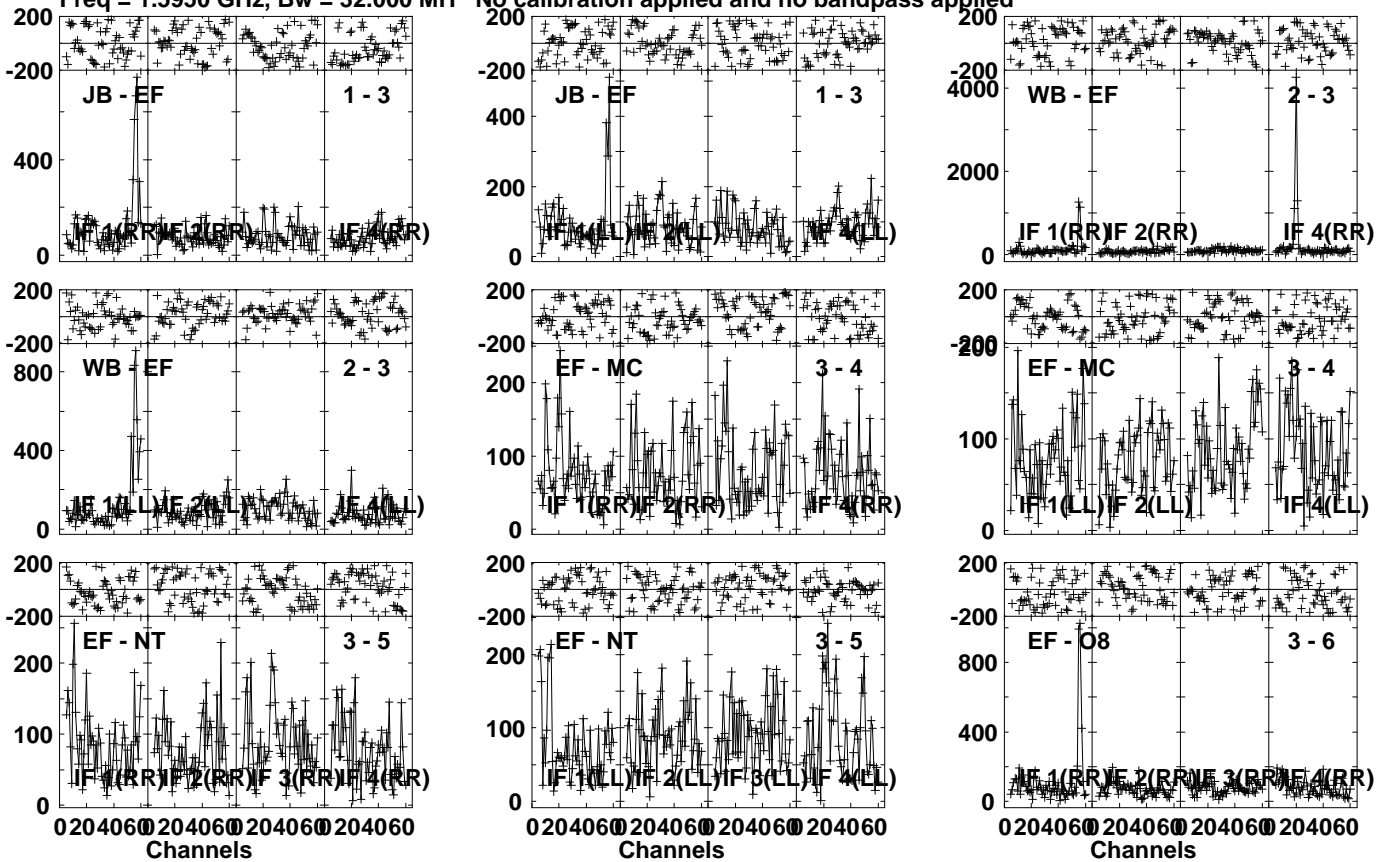 Freq = 1.5950 GHz, Bw = 32.000 MH No calibration applied and no bandpass applied
200 200 200
-200 -200
JB - EF 1 - 3 JB - EF 1 - 3 WB - EF 2 - 3
400 400 4000
200 2000
0 0 0
IF 1(RR) IF 2(RR) IF 4(RR) IF 1(LL) IF 2(LL) IF 4(LL) IF 1(RR) IF 2(RR) IF 4(RR)
200 200 200
-200 -200
WB - EF 2 - 3 EF - MC 3 - 4 EF - MC 3 - 4
800 200 200
400 100 100
0 0 0
IF 1(LL) IF 2(LL) IF 4(LL) IF 1(RR) IF 2(RR) IF 4(RR) IF 1(LL) IF 2(LL) IF 4(LL)
200 200 200
-200 -200 -200
EF - NT 3 - 5 EF - NT 3 - 5 EF - O8 3 - 6
200 200 800
100 100 400
0 0 0
IF 1(RR) IF 2(RR) IF 3(RR) IF 4(RR) IF 1(LL) IF 2(LL) IF 3(LL) IF 4(LL) IF 1(RR) IF 2(RR) IF 3(RR) IF 4(RR)
0 20 40 60 0 20 40 60 0 20 40 60 0 20 40 60 0 20 40 60 0 20 40 60 0 20 40 60 0 20 40 60 0 20 40 60 0 20 40 60 0 20 40 60 0 20 40 60
Channels Channels Channels